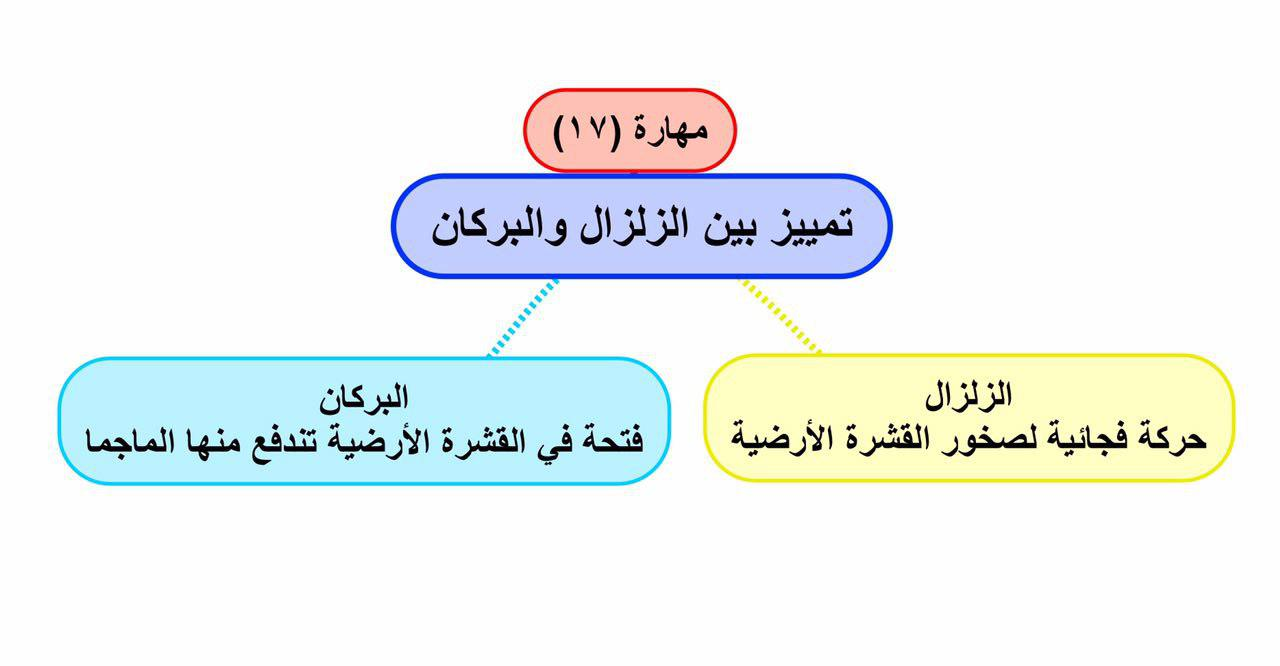 مهارة (١٧)
تمييز بين الزلزال والبركان
الزلزال
حركة فجائية لصخور القشرة الأرضية
البركان
فتحة في القشرة الأرضية تندفع منها الماجما